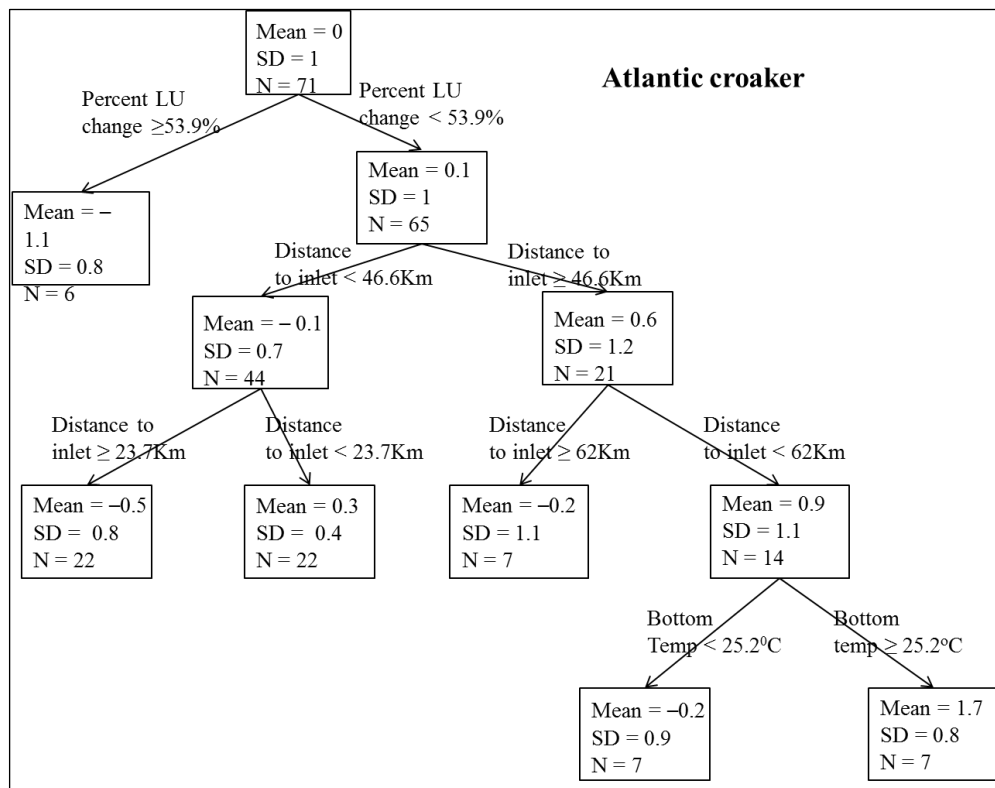 Mean = 0
SD = 1
N = 71
Atlantic croaker
Percent LU
change ≥53.9%
Percent LU
change < 53.9%
Mean = −
1.1
SD = 0.8
N = 6
Mean = 0.1
SD = 1
N = 65
Distance
to inlet < 46.6Km
Distance to
inlet ≥ 46.6Km
Mean = − 0.1
SD = 0.7
N = 44
Mean = 0.6
SD = 1.2
N = 21
Distance to
inlet ≥ 23.7Km
Distance
to inlet < 23.7Km
Distance
to inlet ≥ 62Km
Distance
to inlet < 62Km
Mean = −0.5
SD =  0.8
N = 22
Mean = 0.3
SD =  0.4
N = 22
Mean = −0.2
SD = 1.1
N = 7
Mean = 0.9
SD = 1.1
N = 14
Bottom
Temp < 25.2⁰C
Bottom
temp ≥ 25.2ᵒC
Mean = −0.2
SD = 0.9
N = 7
Mean = 1.7
SD = 0.8
N = 7